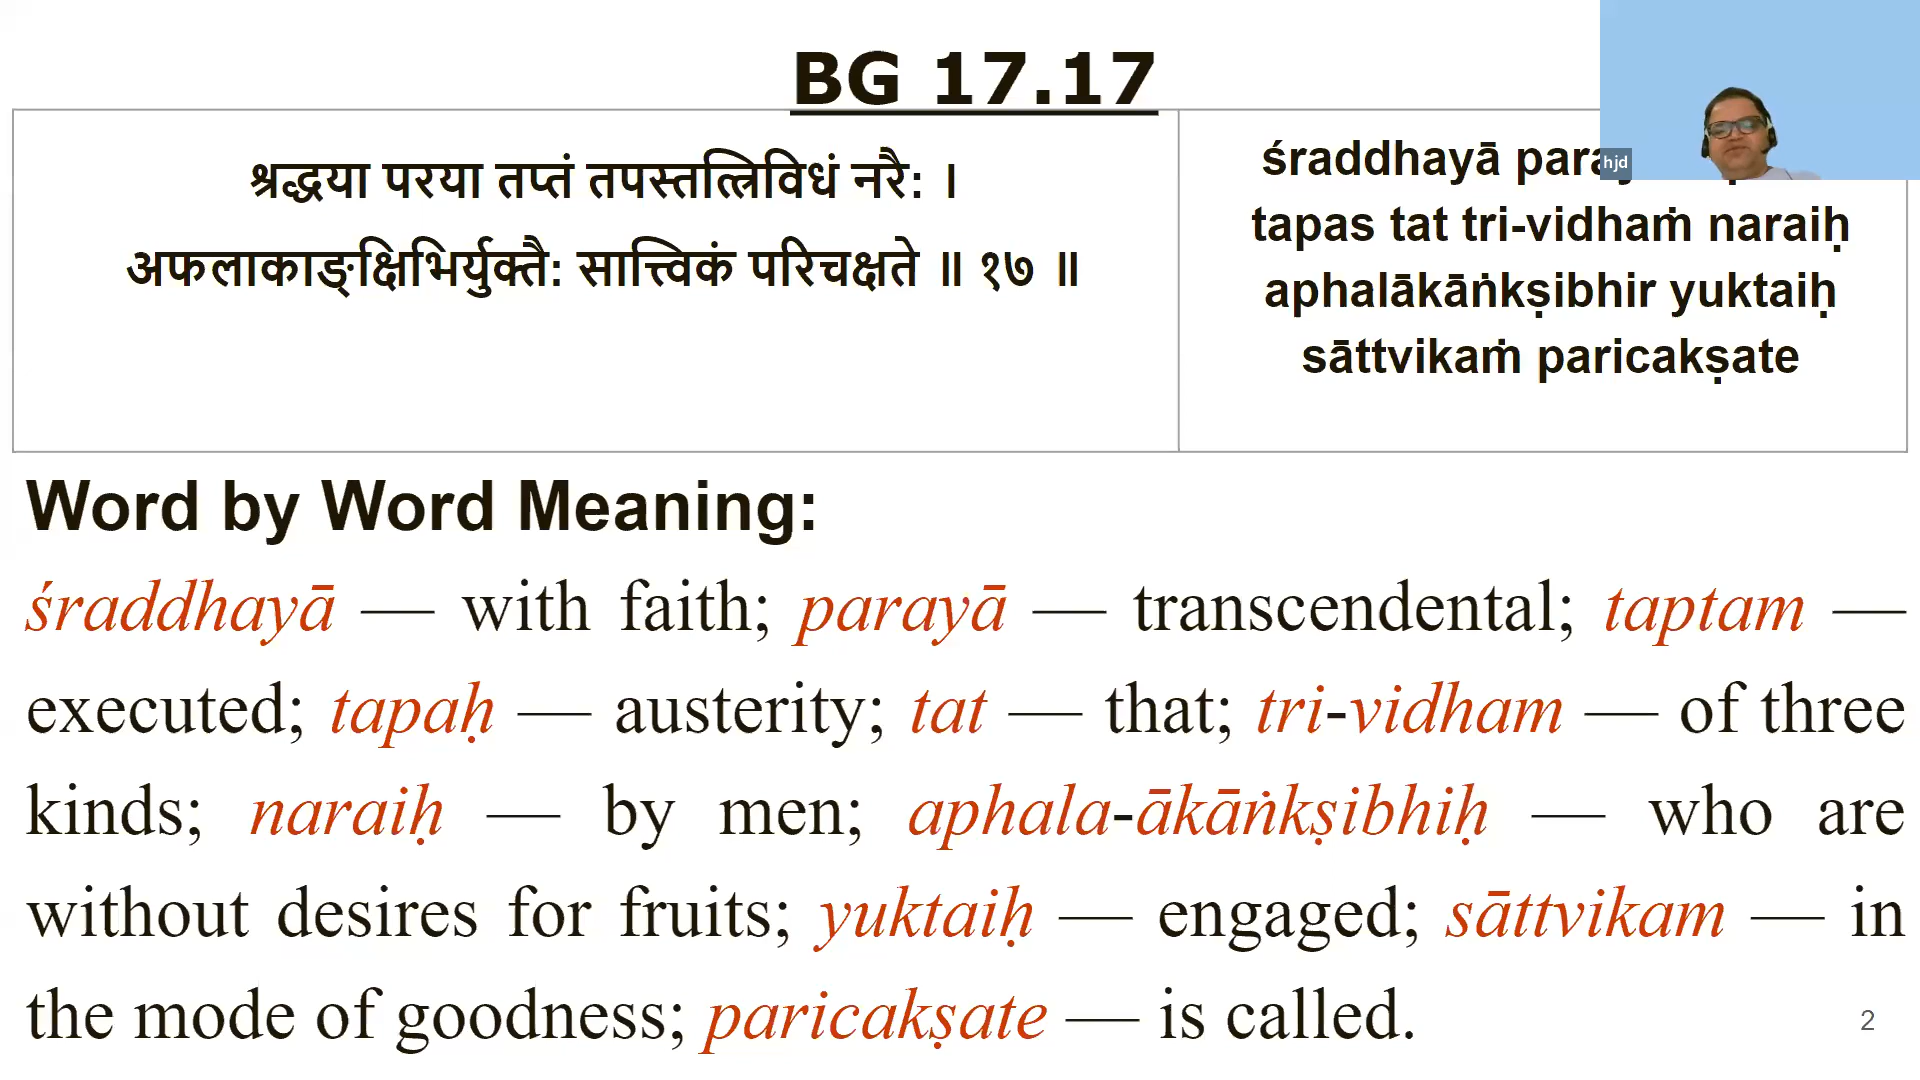 BG 17.17
श्रद्धया परया तप्तं तपस्तत्‍त्रिविधं नरैः ।
अफलाकाङ्‍‍क्षिभिर्युक्तै: सात्त्विकं परिचक्षते ॥ १७ ॥
śraddhayā
tapas tat tri-vidhaṁ naraiḥ
aphalākāṅkṣibhir yuktaiḥ
sāttvikaṁ paricakṣate
hjd
Word by Word Meaning:
śraddhayā — with faith; parayā — transcendental; taptam —
executed; tapaḥ — austerity; tat — that; tri-vidham — of three
kinds; naraiḥ — by men; aphala-ākāṅkṣibhiḥ — who are
without desires for fruits; yuktaiḥ — engaged; sāttvikam — in
the mode of goodness; paricakṣate — is called.
2